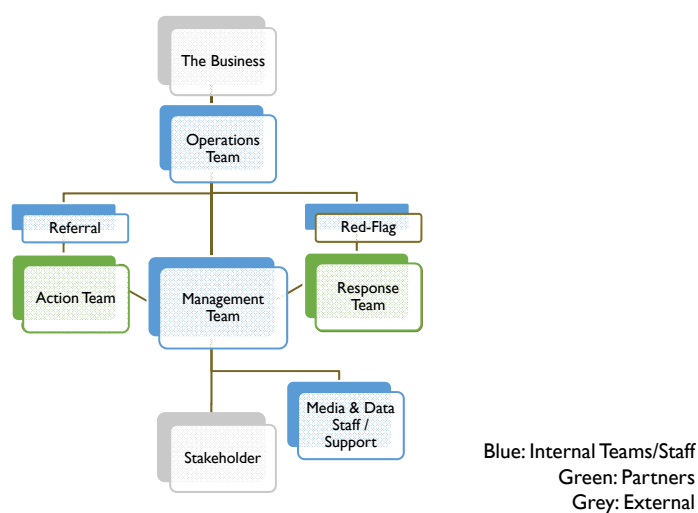 The Business
Operations
Team
Referral
Red-Flag
Action Team
Management
Team
Response
Team
Media & Data
Staff /
Support
Stakeholder
Blue: Internal Teams/Staff
Green: Partners
Grey: External